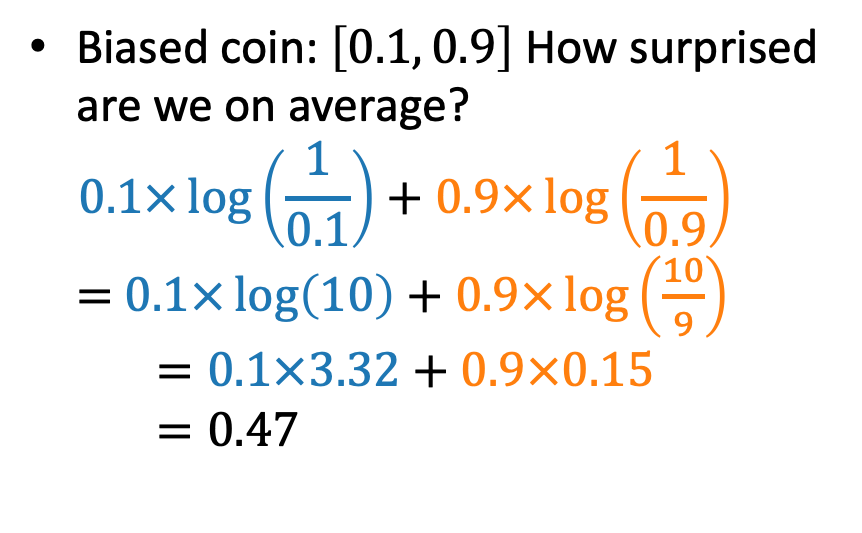 • Biased coin: [0.1, 0.9] How surprised
are we on average?
0.1× log(1/0.1) + 0.9× log(1/0.9)
= 0.1× log(10) + 0.9× log(10/9)
= 0.1×3.32 + 0.9×0.15
= 0.47